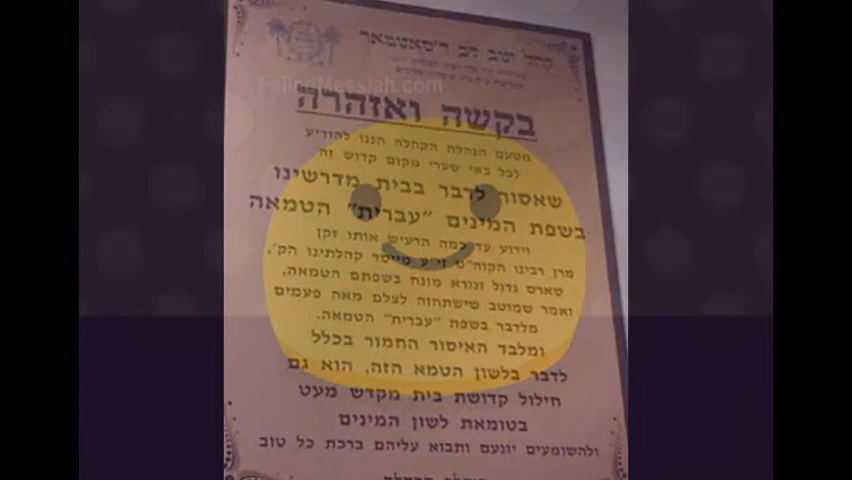 קהל יטב לב ד'סאטמאר
FailedMessiah.com
בקשה ואזהרה
מטעם הנהלת הקהלה הננו להודיע
לכל באי שערי מקום קדוש זה
שאסור לדבר בבית מדרשינו
בשפת המינים "עברית" הטמאה
וידוע עד כמה הרעיש אותו זקן
מרן רבינו הקוה"ט זי"ע מייסד קהלתינו הק',
שארס גדול ונורא מונח בשפתם הטמאה,
ואמר שמוטב שישתחוה לצלם מאה פעמים
מלדבר בשפת "עברית" הטמאה.
ומלבד האיסור החמור בכלל
לדבר בלשון הטמא הזה, הוא גם
חילול קדושת בית מקדש מעט
בטומאת לשון המינים
ולהשומעים יונעם ותבוא עליהם ברכת כל טוב